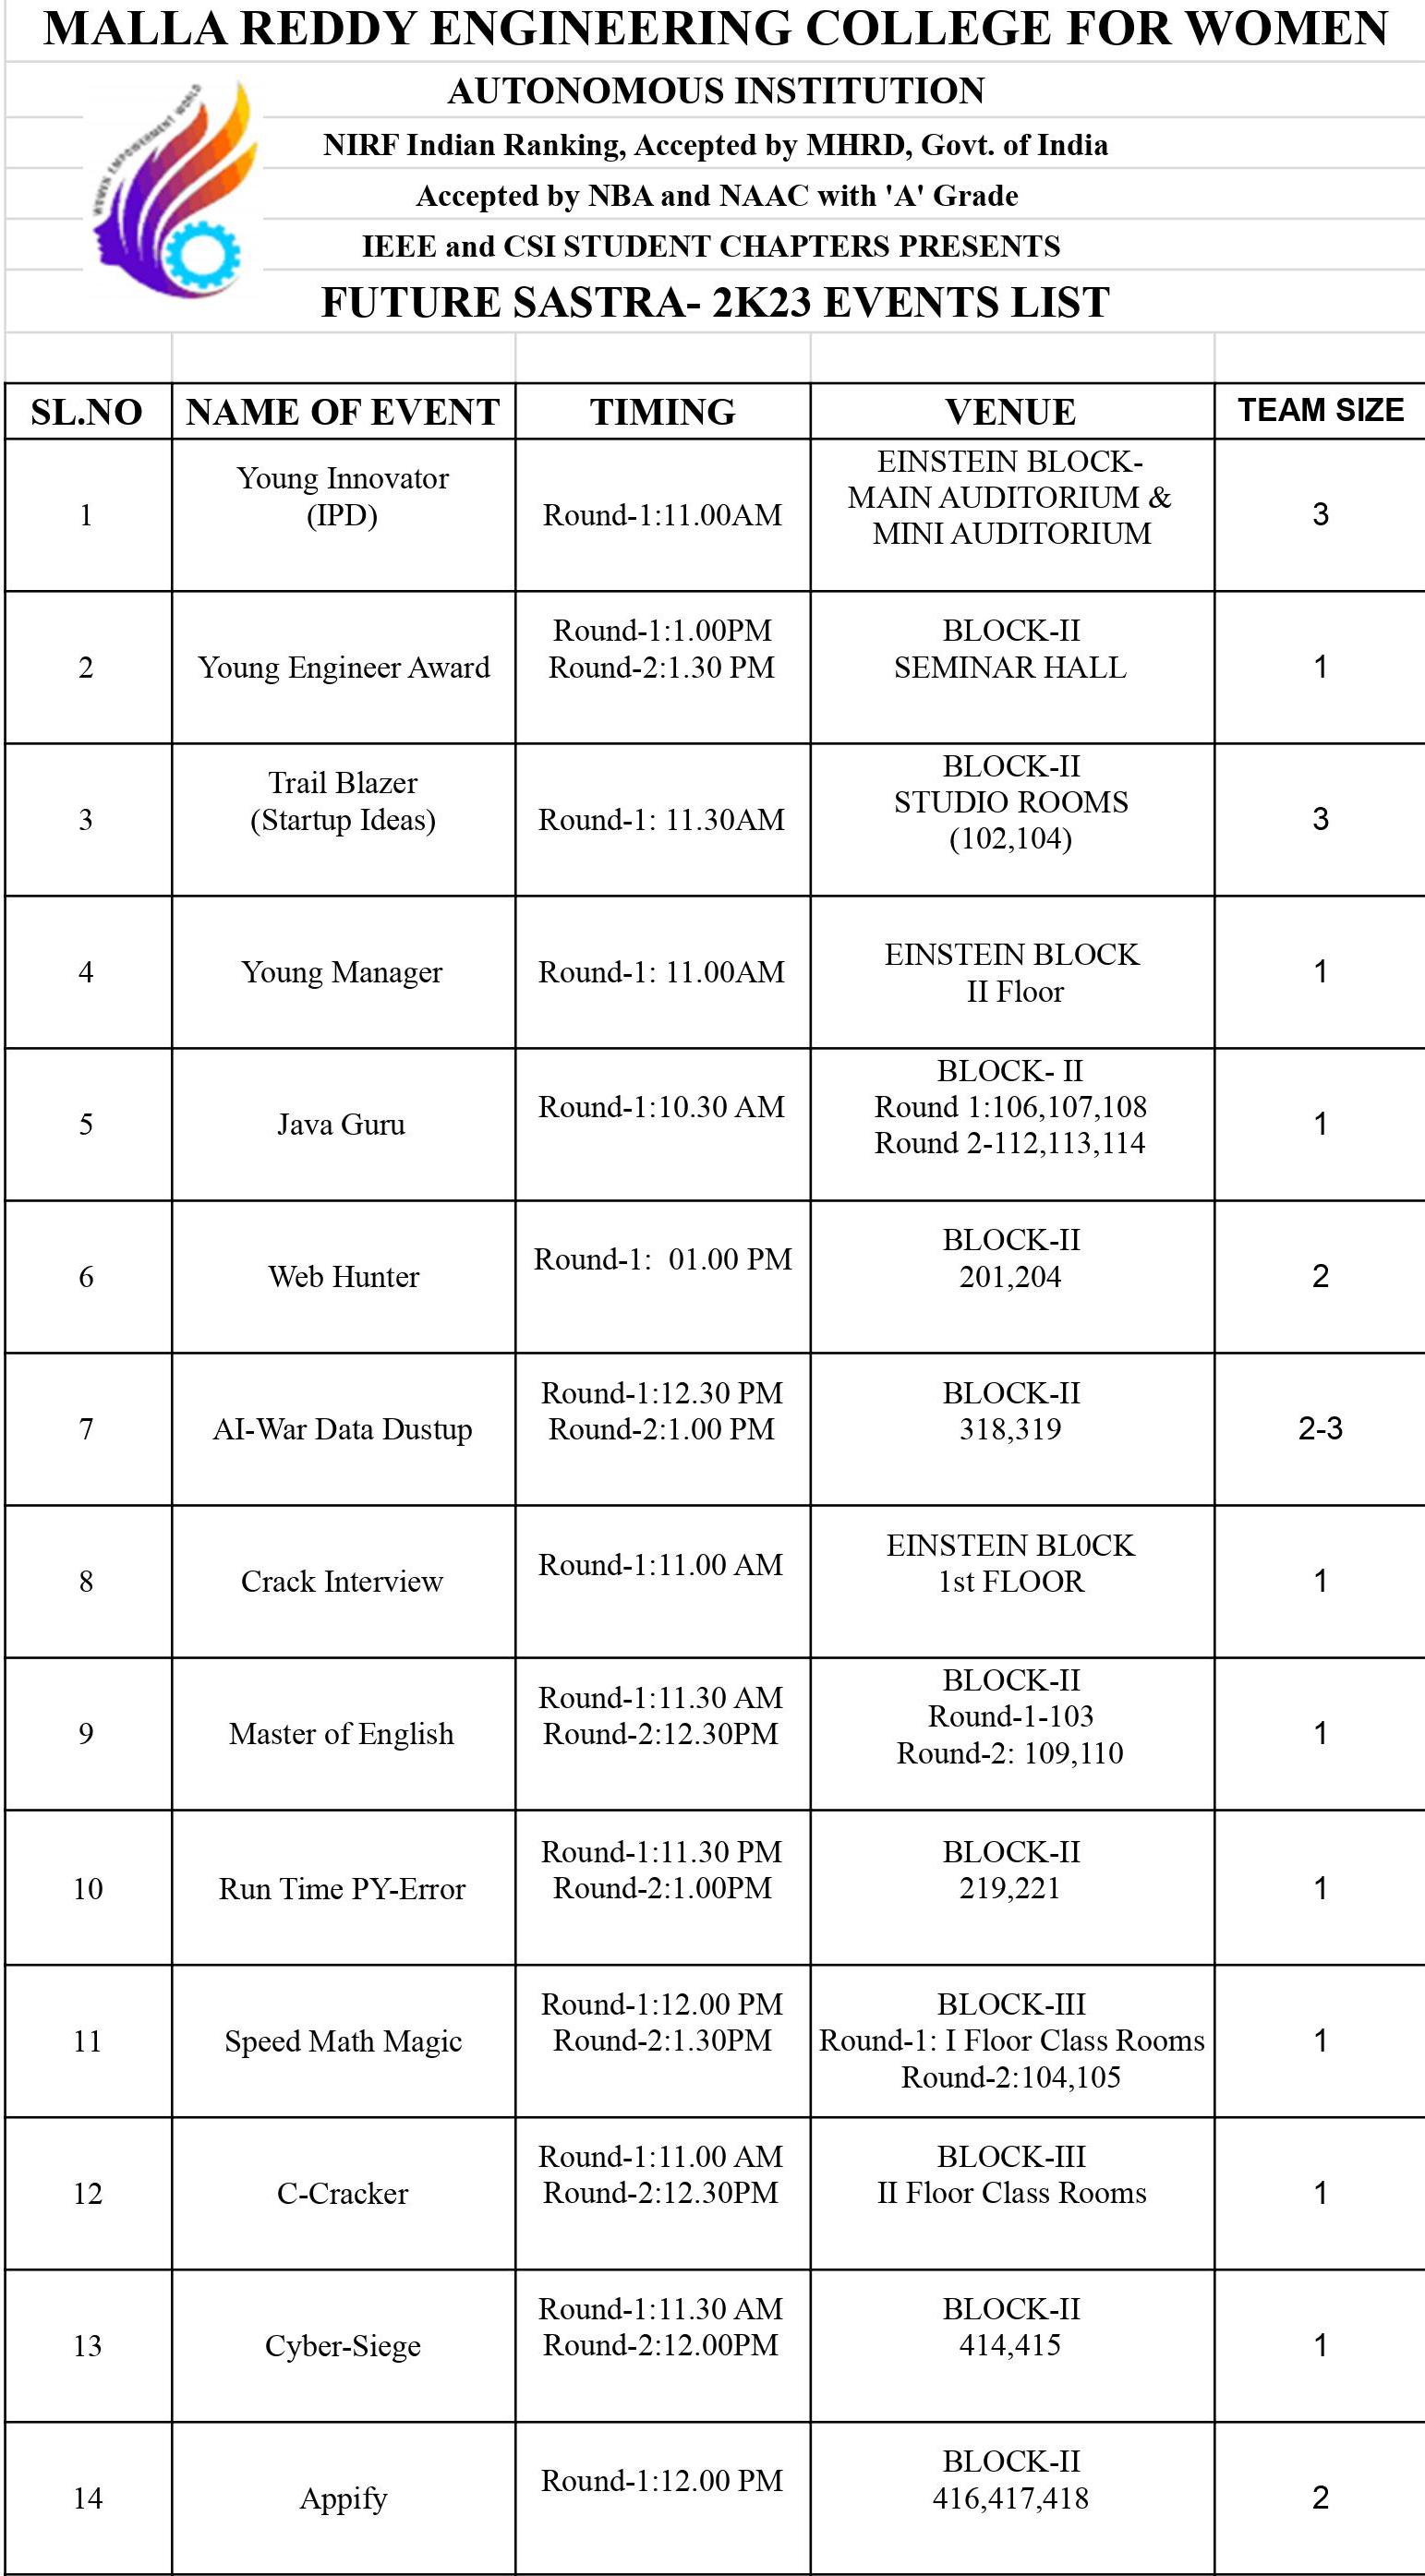 MALLA REDDY ENGINEERING COLLEGE FOR WOMEN
WOMEN EMPOWERMENT WORLD
AUTONOMOUS INSTITUTION
NIRF Indian Ranking, Accepted by MHRD, Govt. of India
Accepted by NBA and NAAC with 'A' Grade
IEEE and CSI STUDENT CHAPTERS PRESENTS
FUTURE SASTRA- 2K23 EVENTS LIST
SL.NO NAME OF EVENT TIMING VENUE TEAM SIZE
1
Young Innovator
(IPD)
Round-1:11.00AM
EINSTEIN BLOCK-
MAIN AUDITORIUM &
MINI AUDITORIUM
3
2
Young Engineer Award
Round-1:1.00PM
Round-2:1.30 PM
BLOCK-II
SEMINAR HALL
1
3
Trail Blazer
(Startup Ideas)
Round-1: 11.30AM
BLOCK-II
STUDIO ROOMS
(102,104)
3
4
Young Manager
Round-1: 11.00AM
EINSTEIN BLOCK
II Floor
1
5
Java Guru
Round-1:10.30 AM
BLOCK- II
Round 1:106,107,108
Round 2-112,113,114
1
6
Web Hunter
Round-1:  01.00 PM
BLOCK-II
201,204
2
7
AI-War Data Dustup
Round-1:12.30 PM
Round-2:1.00 PM
BLOCK-II
318,319
2-3
8
Crack Interview
Round-1:11.00 AM
EINSTEIN BL0CK
1st FLOOR
1
9
Master of English
Round-1:11.30 AM
Round-2:12.30PM
BLOCK-II
Round-1-103
Round-2: 109,110
1
10
Run Time PY-Error
Round-1:11.30 PM
Round-2:1.00PM
BLOCK-II
219,221
1
11
Speed Math Magic
Round-1:12.00 PM
Round-2:1.30PM
BLOCK-III
Round-1: I Floor Class Rooms
Round-2:104,105
1
12
C-Cracker
Round-1:11.00 AM
Round-2:12.30PM
BLOCK-III
II Floor Class Rooms
1
13
Cyber-Siege
Round-1:11.30 AM
Round-2:12.00PM
BLOCK-II
414,415
1
14
Appify
Round-1:12.00 PM
BLOCK-II
416,417,418
2